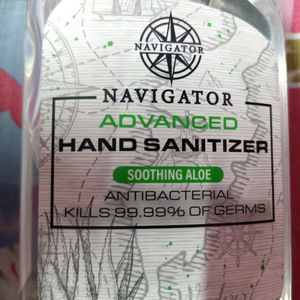 NAVIGATOR
NAVIGATOR
ADVANCED
HAND SANITIZER
SOOTHING ALOE
ANTIBACTERIAL
KILLS 99.99% OF GERMS